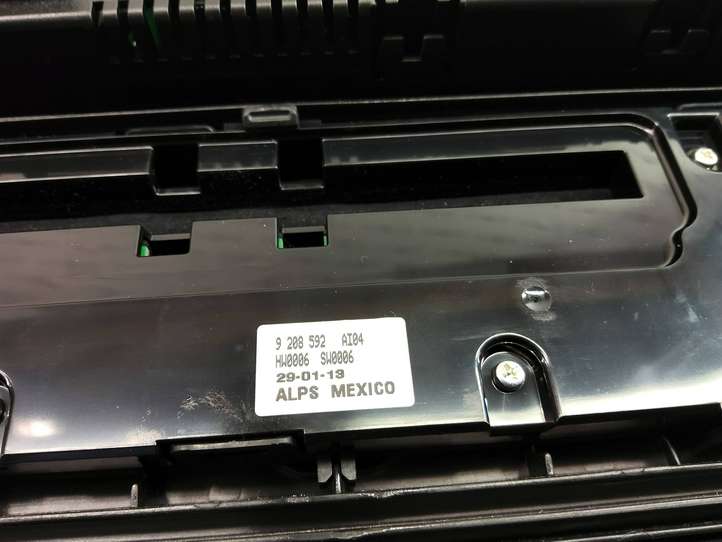 9 208 592 AI04
HW0006 SW0006
29-01-13
ALPS MEXICO